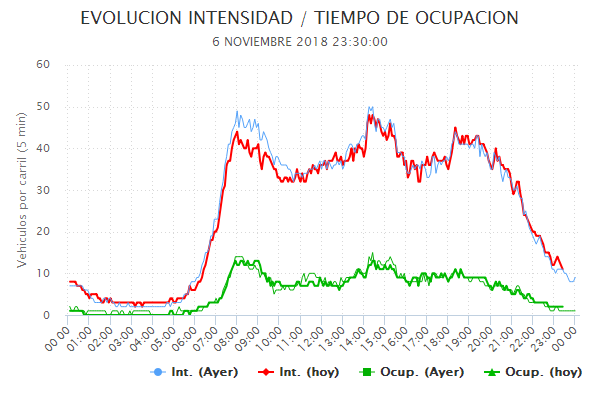 EVOLUCION INTENSIDAD / TIEMPO DE OCUPACION
6 NOVIEMBRE 2018 23:30:00
Vehículos por carril (5 min)
60
50
40
30
20
10
0
00:00 01:00 02:00 03:00 04:00 05:00 06:00 07:00 08:00 09:00 10:00 11:00 12:00 13:00 14:00 15:00 16:00 17:00 18:00 19:00 20:00 21:00 22:00 23:00 00:00
Int. (Ayer) Int. (hoy) Ocup. (Ayer) Ocup. (hoy)